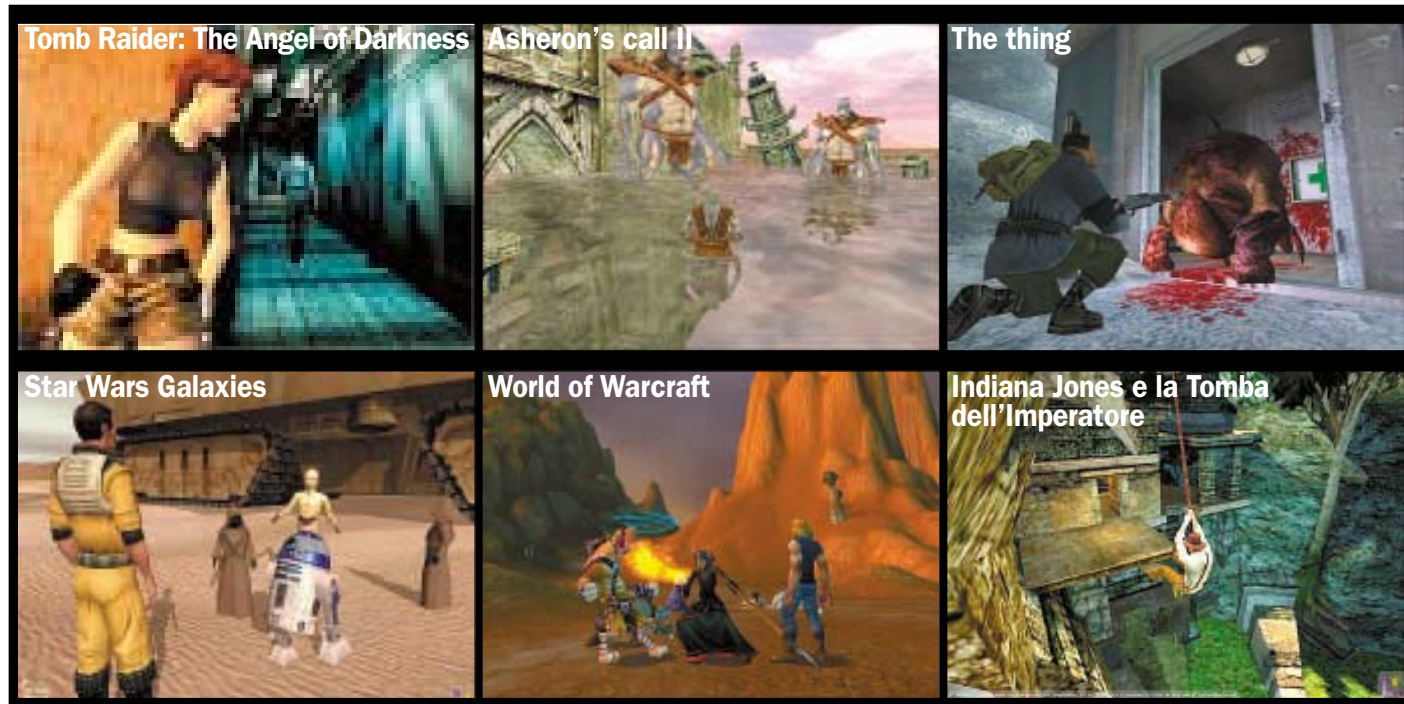 Tomb Raider: The Angel of Darkness
Asheron's call II
The thing
Star Wars Galaxies
World of Warcraft
Indiana Jones e la Tomba
dell'Imperatore